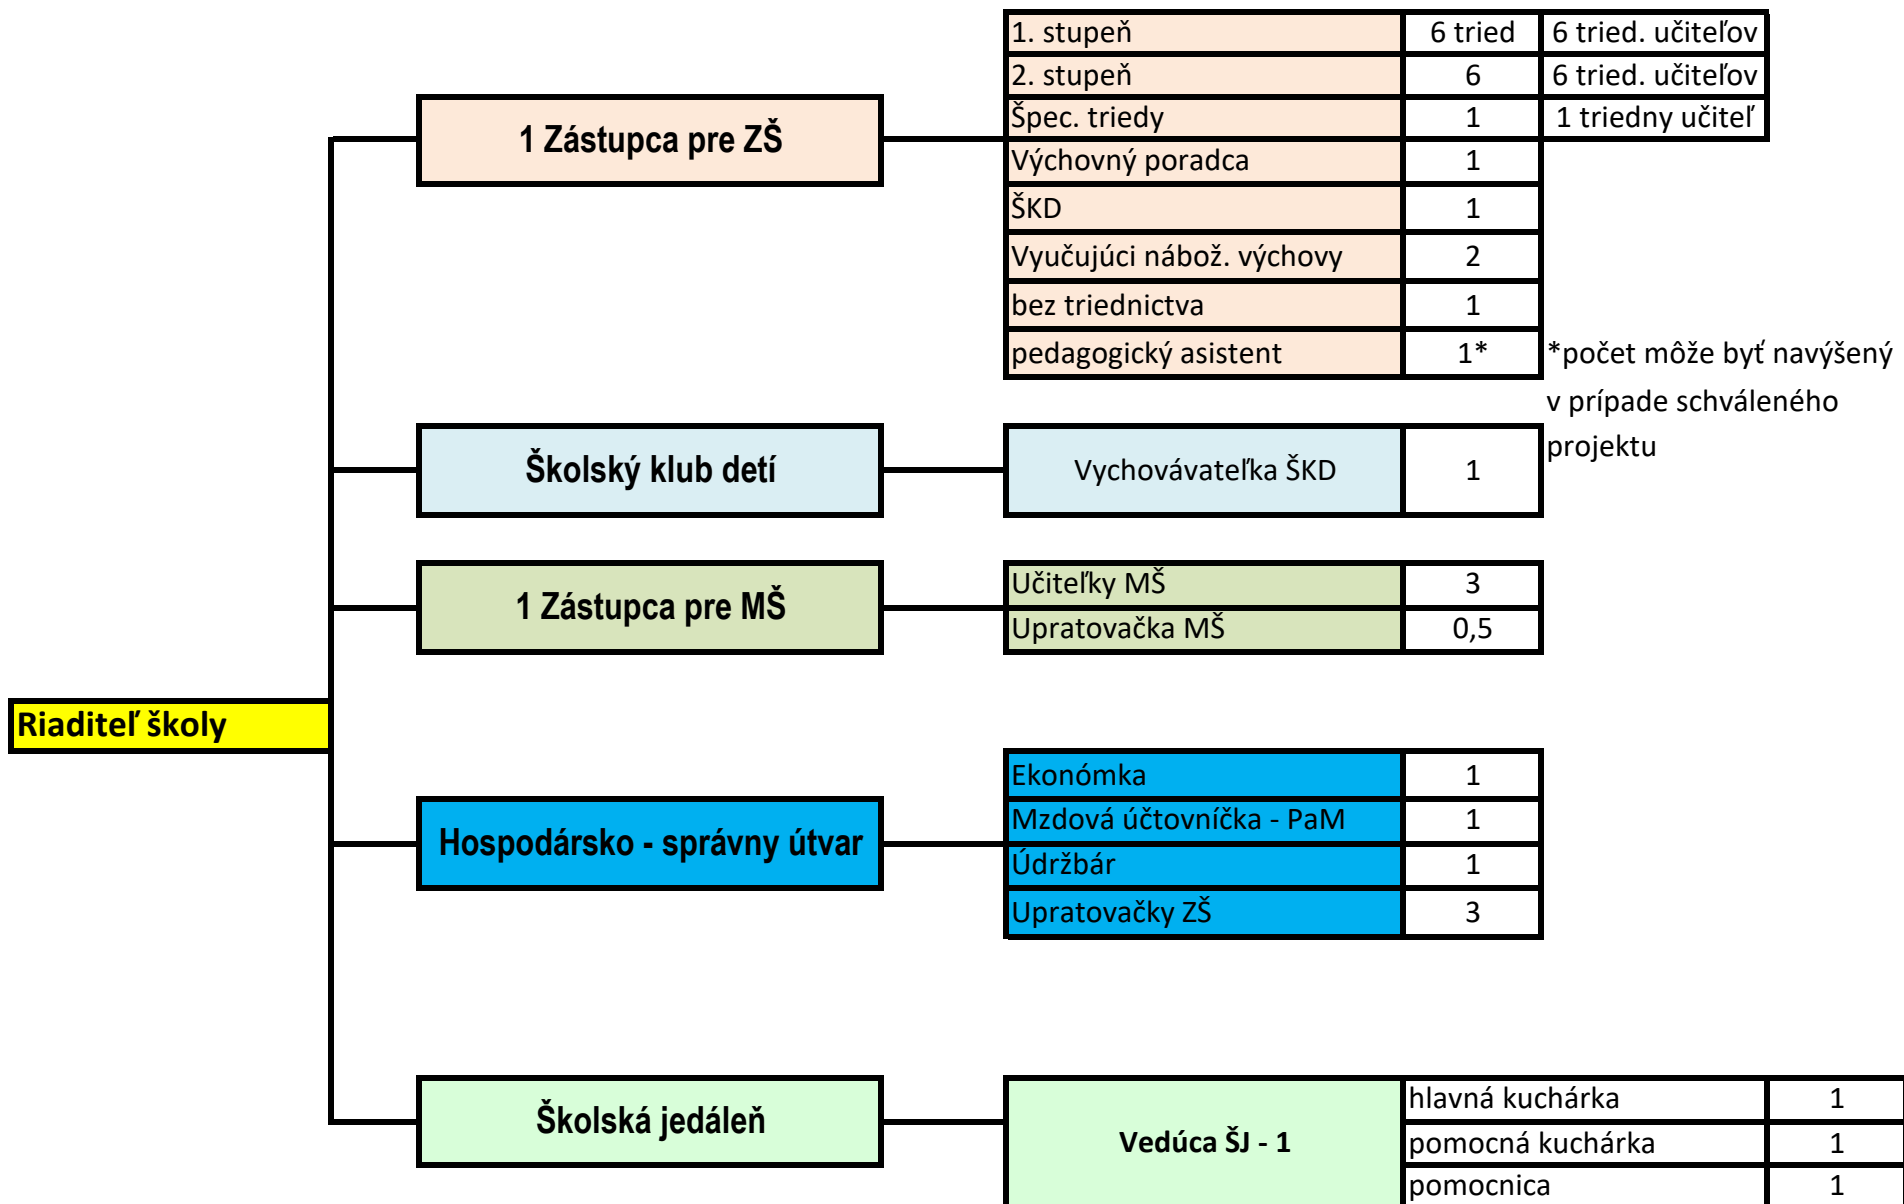 1. stupeň 6 tried 6 tried. učiteľov
2. stupeň 6 6 tried. učiteľov
Špec. triedy 1 1 triedny učiteľ
1 Zástupca pre ZŠ
Výchovný poradca 1
ŠKD 1
Vyučujúci nábož. výchovy 2
bez triednictva 1
pedagogický asistent 1* *počet môže byť navýšený
v prípade schváleného
projektu
Školský klub detí
Vychovávateľka ŠKD 1
1 Zástupca pre MŠ
Učiteľky MŠ 3
Upratovačka MŠ 0,5
Riaditeľ školy
Ekonómka 1
Mzdová účtovníčka - PaM 1
Hospodársko - správny útvar
Údržbár 1
Upratovačky ZŠ 3
Školská jedáleň
Vedúca ŠJ - 1
hlavná kuchárka 1
pomocná kuchárka 1
pomocnica 1